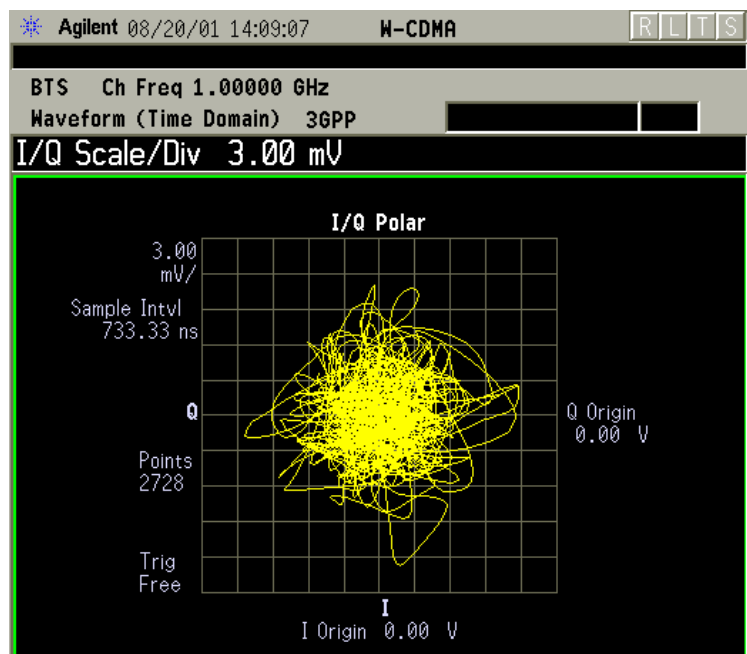 Agilent 08/20/01 14:09:07 W-CDMA R L T S
BTS Ch Freq 1.00000 GHz
Waveform (Time Domain) 3GPP
I/Q Scale/Div 3.00 mV
I/Q Polar
3.00
mV/
Sample Intvl
733.33 ns
Q
Q Origin
0.00 V
Points
2728
Trig
Free
I
I Origin 0.00 V